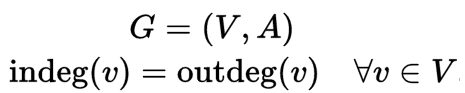 G = (V, A)
indeg(v) = outdeg(v) ∀v ∈ V.